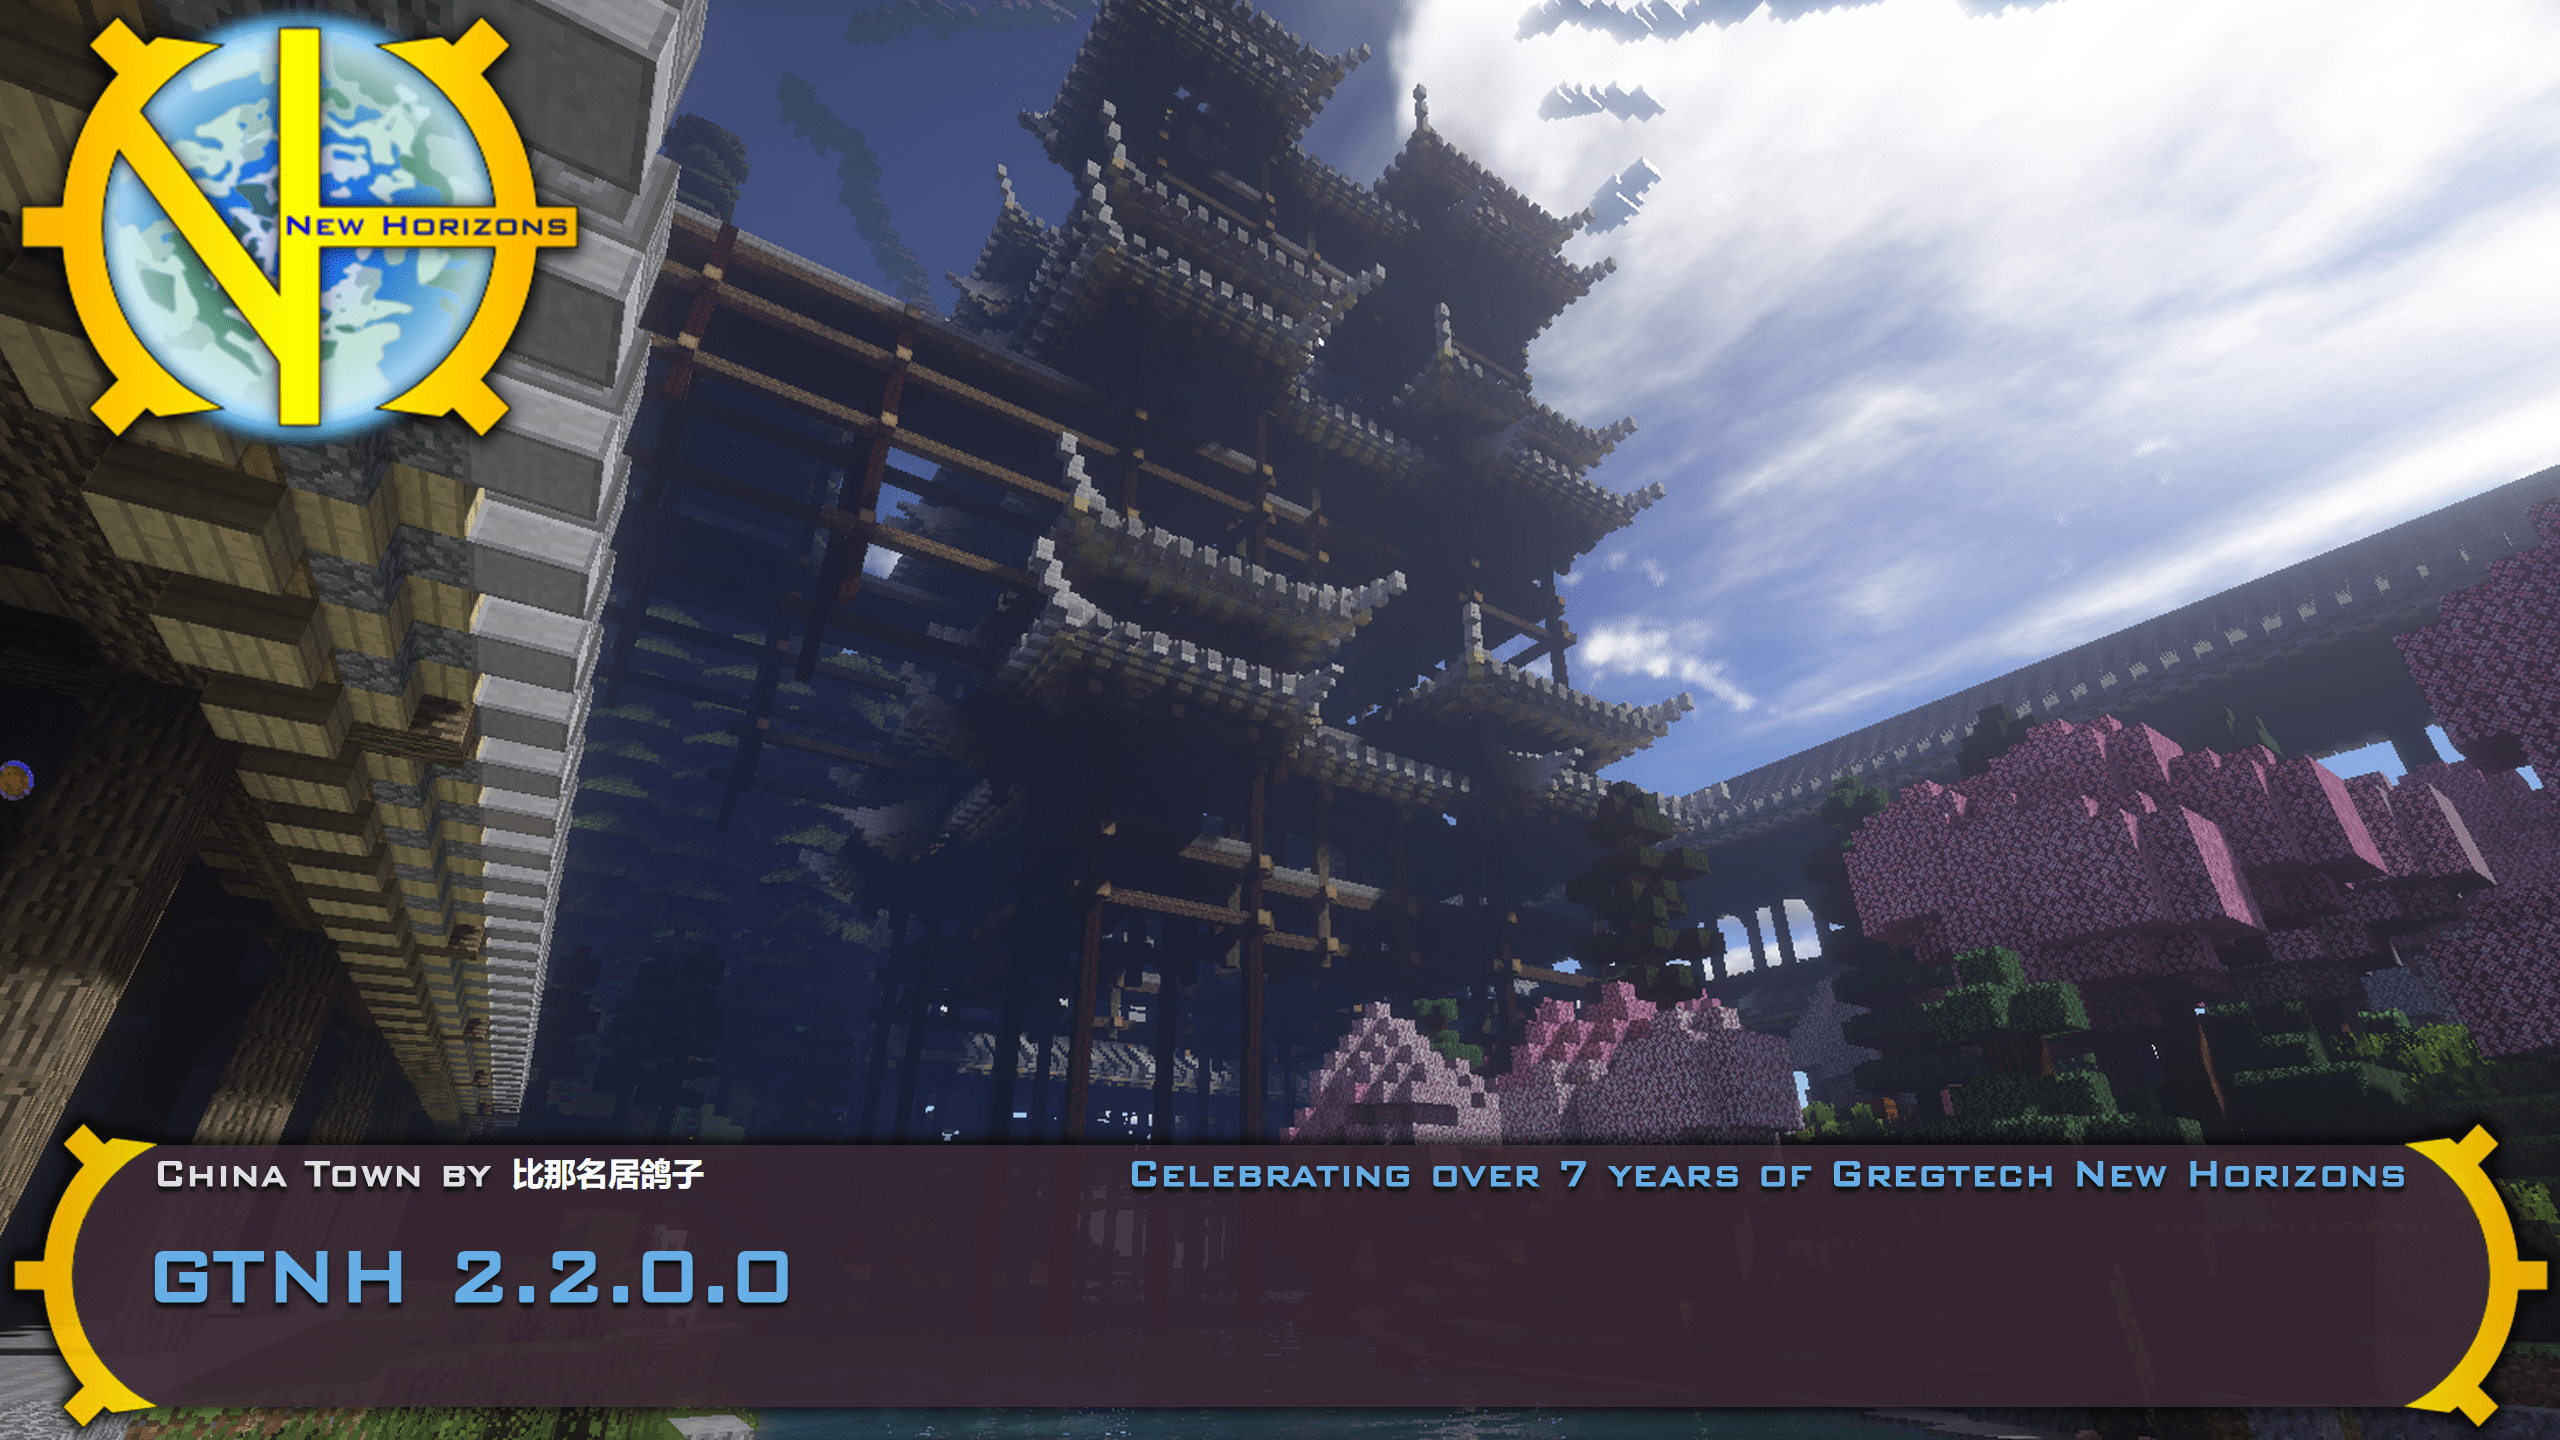 New Horizons
China Town by 比那名居鸽子
Celebrating over 7 years of Gregtech New Horizons
GTNH 2.2.0.0